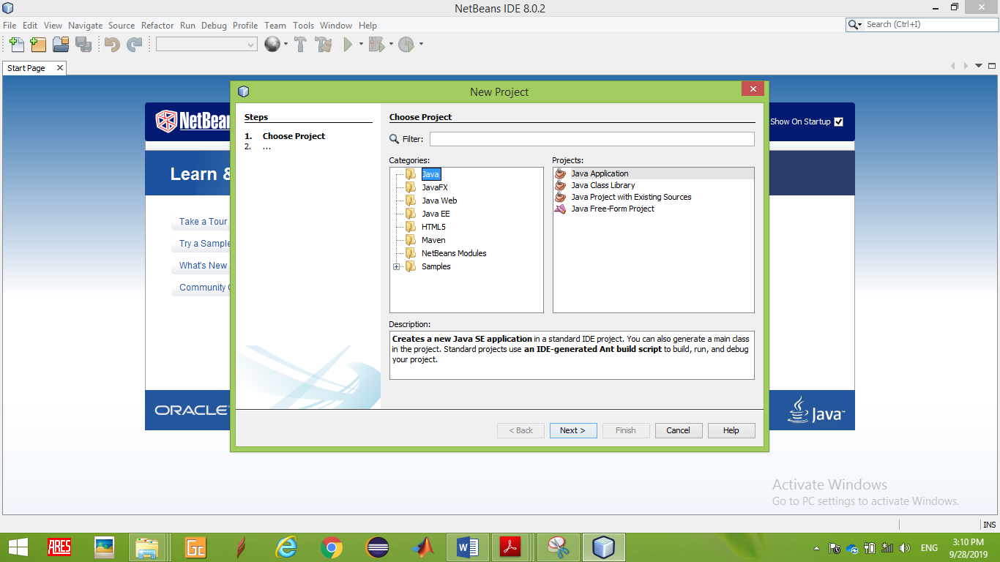 NetBeans IDE 8.0.2
File Edit View Navigate Source Refactor Run Debug Profile Team Tools Window Help
Search (Ctrl+I)
Start Page
New Project
NetBean
Show On Startup
Learn &
Take a Tour
Try a Sample
What's New
Community
ORACLE
Java™
Steps
1. Choose Project
2. ...
Choose Project
Filter:
Categories:
Java
JavaFX
Java Web
Java EE
HTML5
Maven
NetBeans Modules
Samples
Projects:
Java Application
Java Class Library
Java Project with Existing Sources
Java Free-Form Project
Description:
Creates a new Java SE application in a standard IDE project. You can also generate a main class
in the project. Standard projects use an IDE-generated Ant build script to build, run, and debug
your project.
< Back Next > Finish Cancel Help
Activate Windows
Go to PC settings to activate Windows.
INS
ARES
Gc
ENG
3:10 PM
9/28/2019